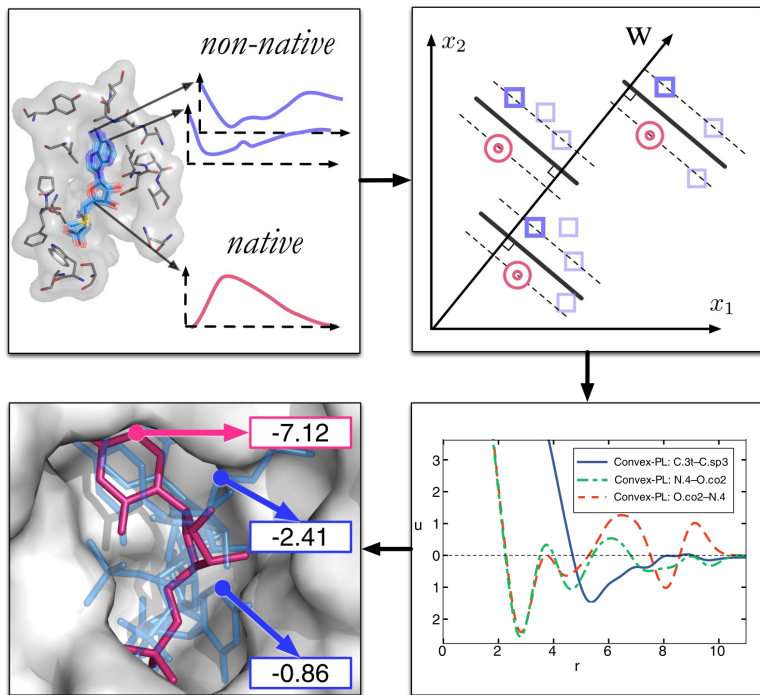 non-native
native
x₂
w
x₁
-7.12
-2.41
-0.86
3
2
1
0
1
2
u
Convex-PL: C.3t–C.sp3
Convex-PL: N.4–O.co2
Convex-PL: O.co2–N.4
0 2 4 6 8 10
r